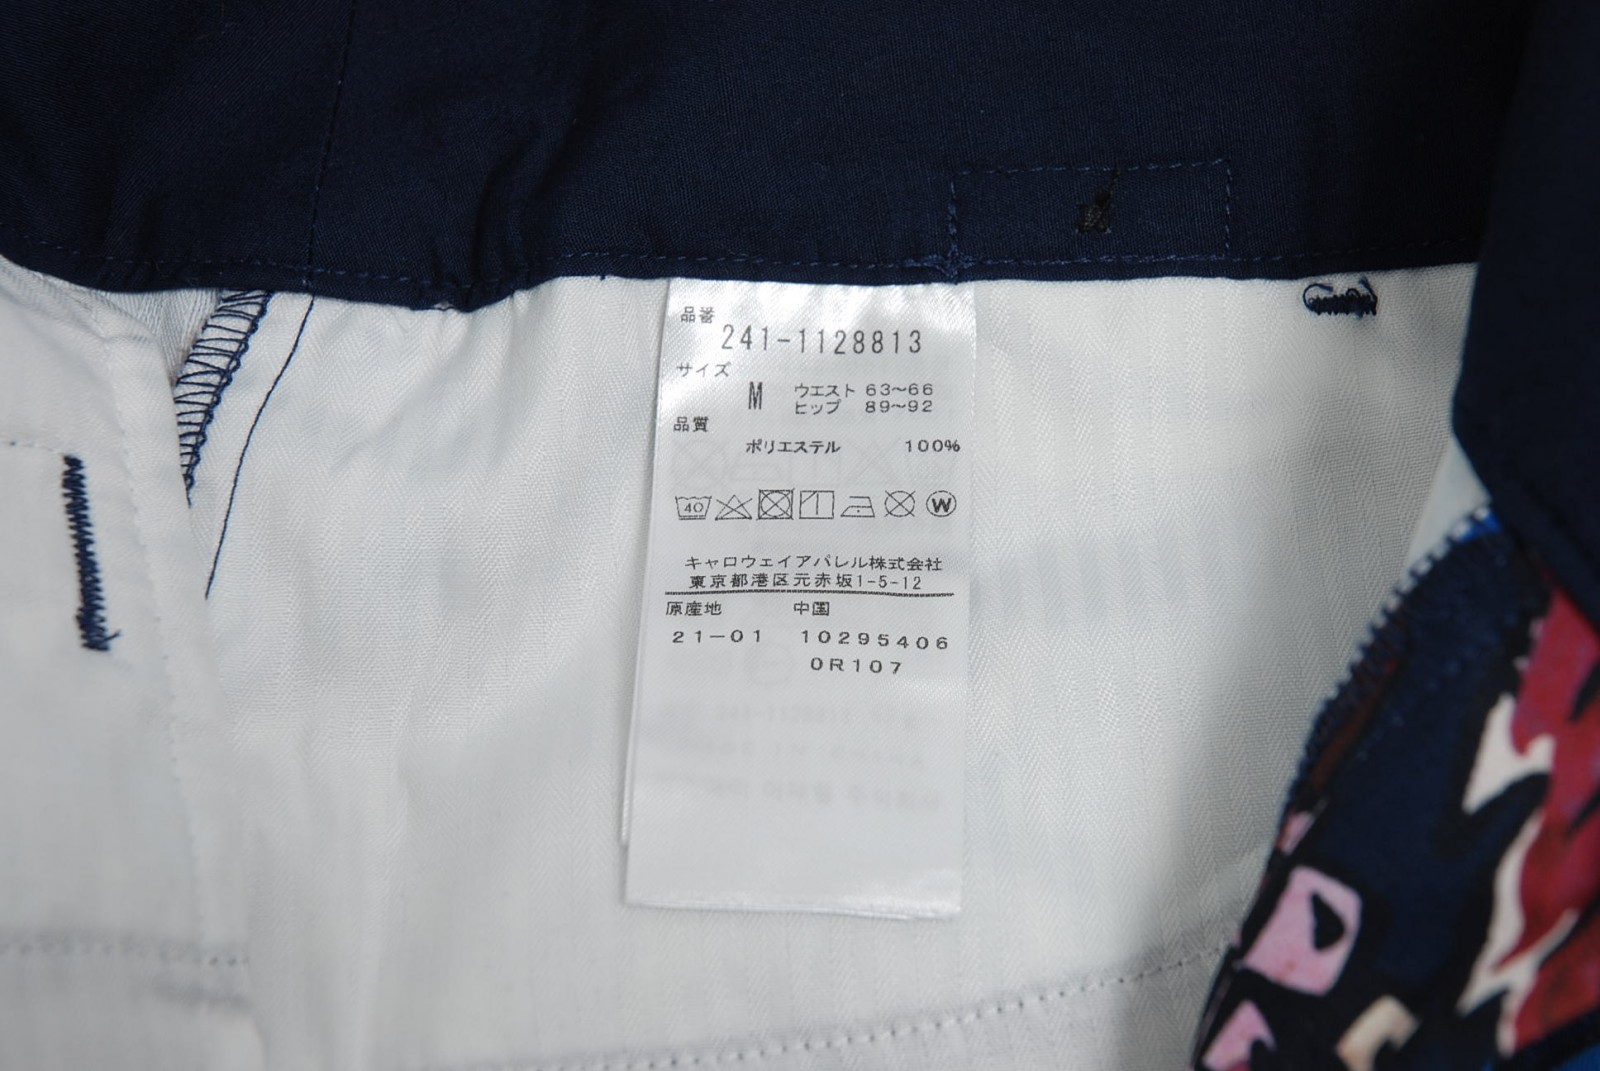 品番
241-1128813
サイズ
M ウエスト 63〜66
ヒップ 89〜92
品質
ポリエステル 100%
40 W
キャロウェイアパレル株式会社
東京都港区元赤坂1-5-12
原産地 中国
21-01 10295406
0R107